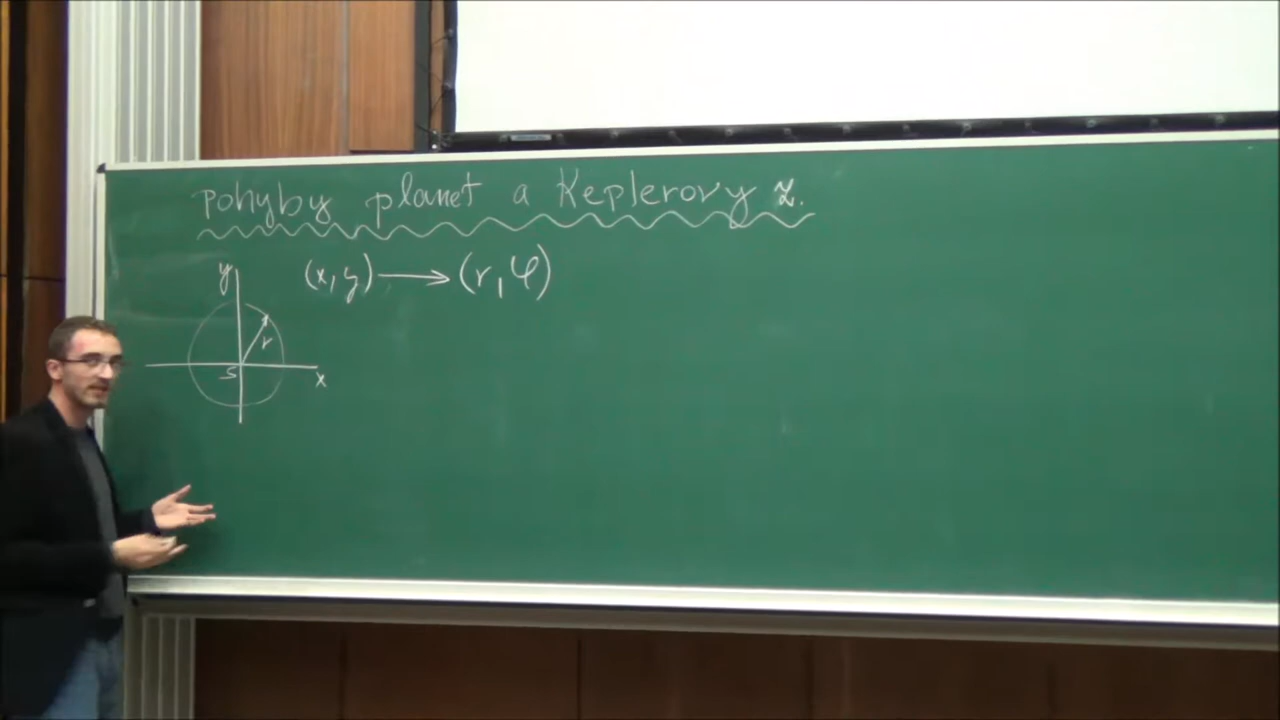 pohyby planet a Keplerovy z.
(x, y) → (r, φ)
y
r
S
x